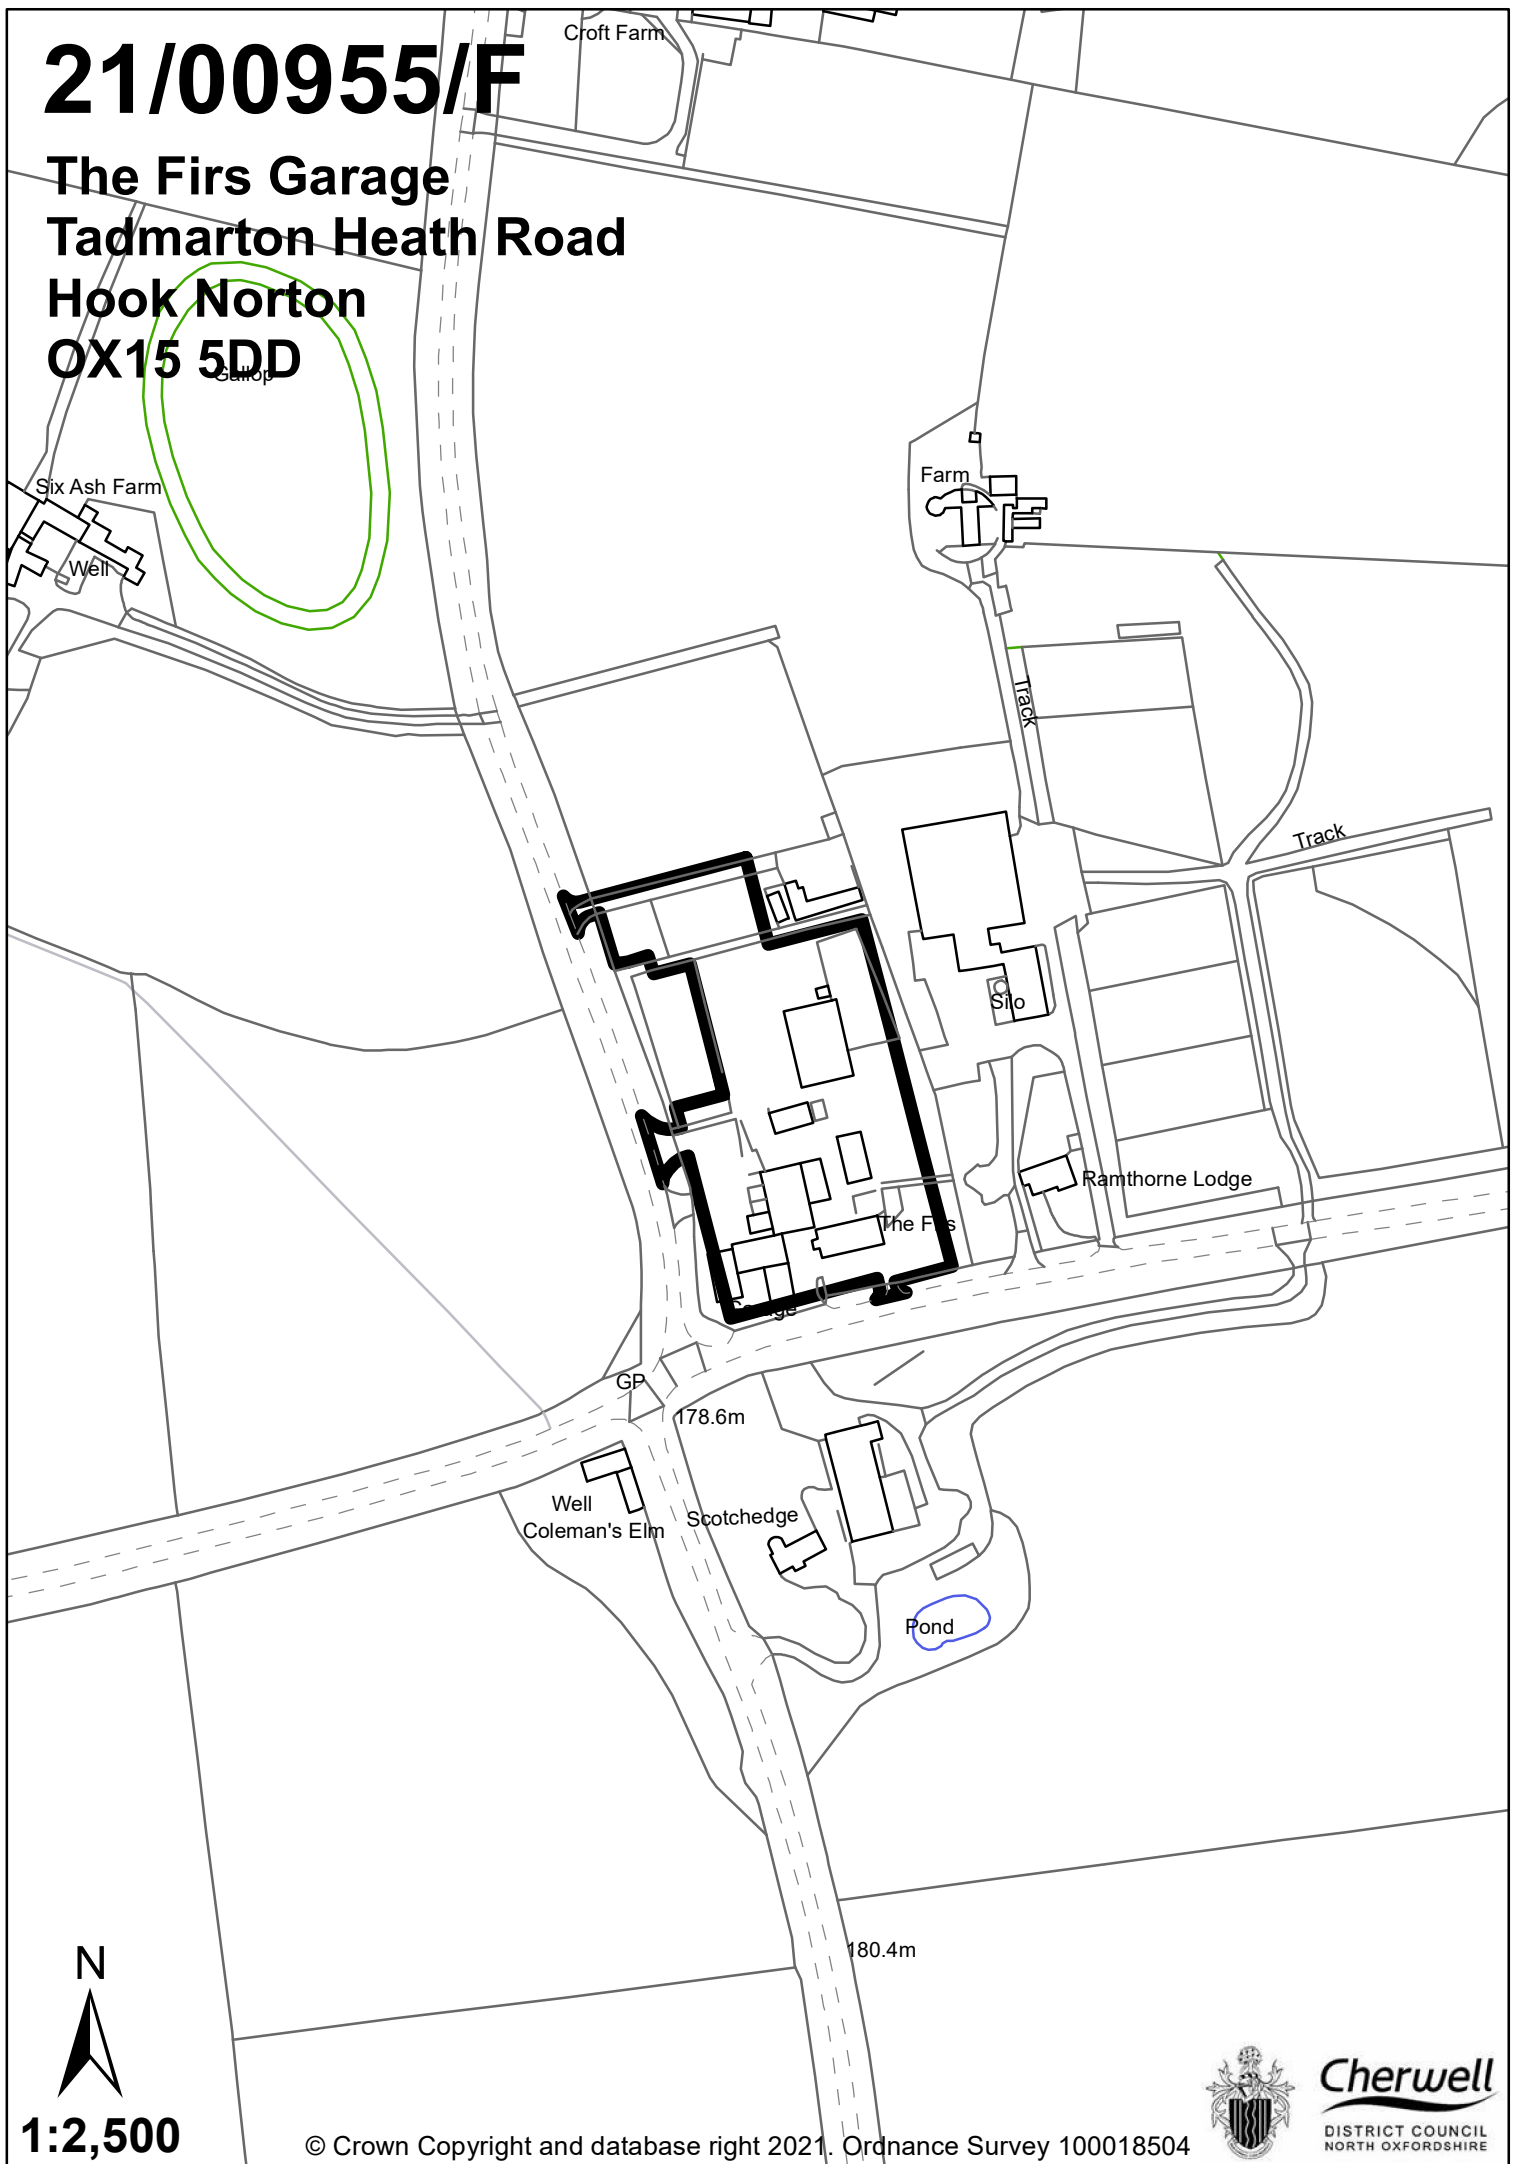 Croft Farm
21/00955/F
The Firs Garage
Tadmarton Heath Road
Hook Norton
OX15 5DD
Gallop
Six Ash Farm
Well
Farm
Track
Track
Silo
Ramthorne Lodge
The Firs
Garage
GP
178.6m
Well
Coleman's Elm
Scotchedge
Pond
180.4m
N
1:2,500
© Crown Copyright and database right 2021. Ordnance Survey 100018504
Cherwell
DISTRICT COUNCIL
NORTH OXFORDSHIRE